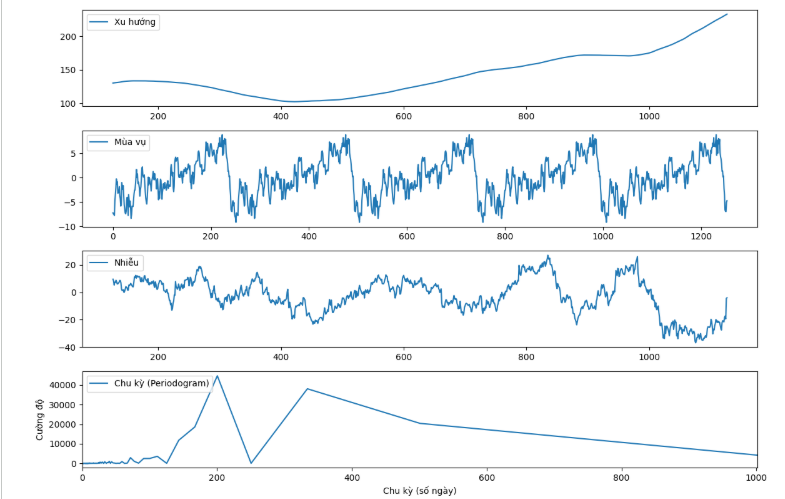 Xu hướng
200
150
100
200 400 600 800 1000
Mùa vụ
5
0
−5
−10
0 200 400 600 800 1000 1200
Nhiễu
20
0
−20
−40
200 400 600 800 1000
Chu kỳ (Periodogram)
Cường độ
40000
30000
20000
10000
0
0 200 400 600 800 1000
Chu kỳ (số ngày)